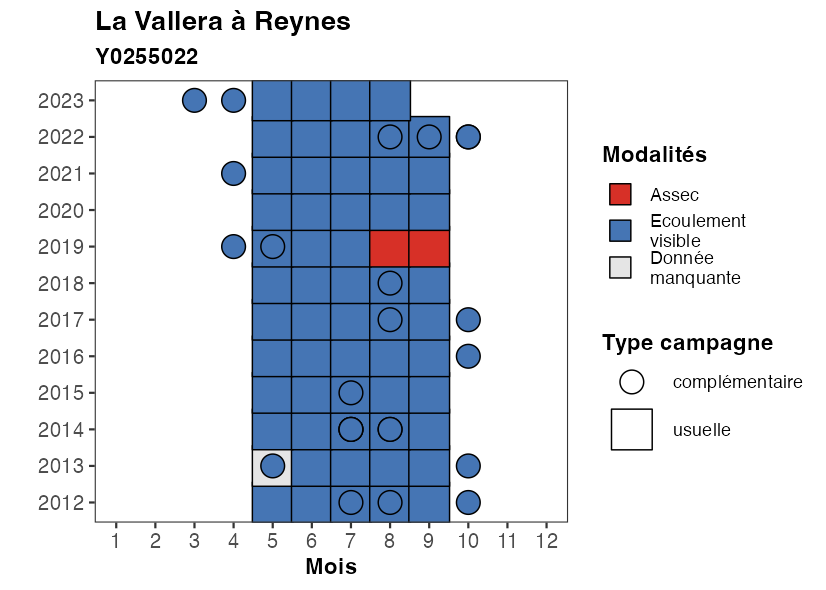 La Vallera à Reynes
Y0255022
2023
2022
2021
2020
2019
2018
2017
2016
2015
2014
2013
2012
1 2 3 4 5 6 7 8 9 10 11 12
Mois
Modalités
Assec
Ecoulement
visible
Donnée
manquante
Type campagne
complémentaire
usuelle